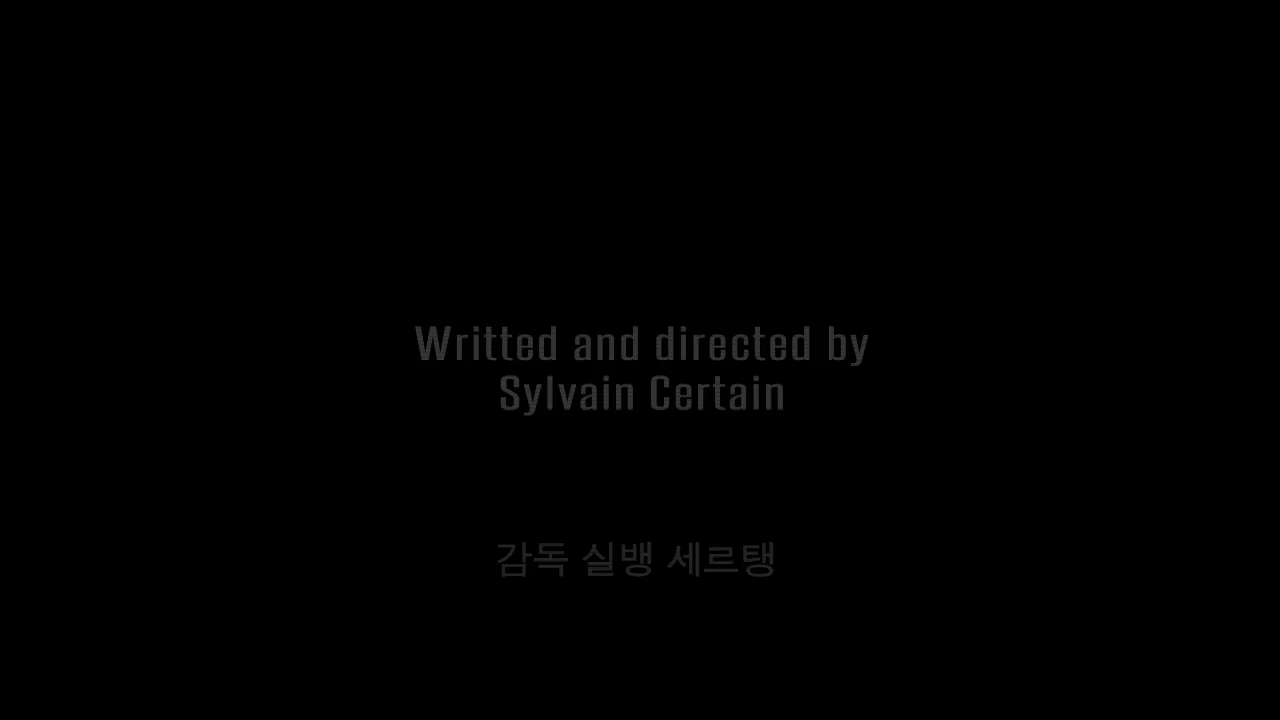 Writted and directed by
Sylvain Certain
감독 실뱅 세르탱